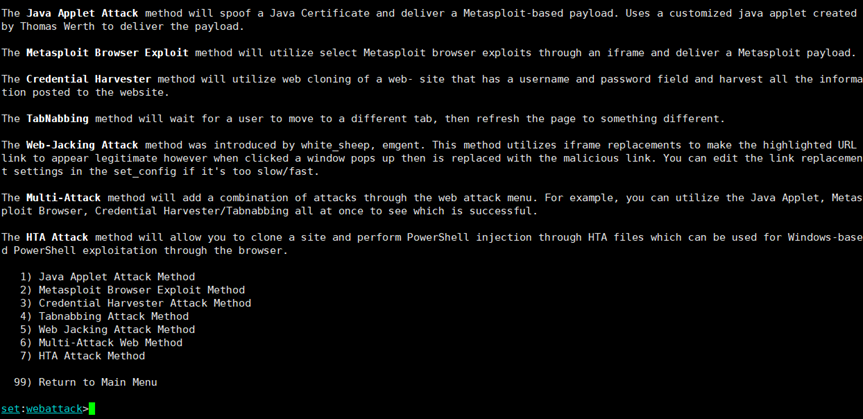 The Java Applet Attack method will spoof a Java Certificate and deliver a Metasploit-based payload. Uses a customized java applet created
by Thomas Werth to deliver the payload.
The Metasploit Browser Exploit method will utilize select Metasploit browser exploits through an iframe and deliver a Metasploit payload.
The Credential Harvester method will utilize web cloning of a web- site that has a username and password field and harvest all the informa
tion posted to the website.
The TabNabbing method will wait for a user to move to a different tab, then refresh the page to something different.
The Web-Jacking Attack method was introduced by white_sheep, emgent. This method utilizes iframe replacements to make the highlighted URL
link to appear legitimate however when clicked a window pops up then is replaced with the malicious link. You can edit the link replacemen
t settings in the set_config if it's too slow/fast.
The Multi-Attack method will add a combination of attacks through the web attack menu. For example, you can utilize the Java Applet, Metas
ploit Browser, Credential Harvester/Tabnabbing all at once to see which is successful.
The HTA Attack method will allow you to clone a site and perform PowerShell injection through HTA files which can be used for Windows-base
d PowerShell exploitation through the browser.
1) Java Applet Attack Method
2) Metasploit Browser Exploit Method
3) Credential Harvester Attack Method
4) Tabnabbing Attack Method
5) Web Jacking Attack Method
6) Multi-Attack Web Method
7) HTA Attack Method
99) Return to Main Menu
set:webattack>